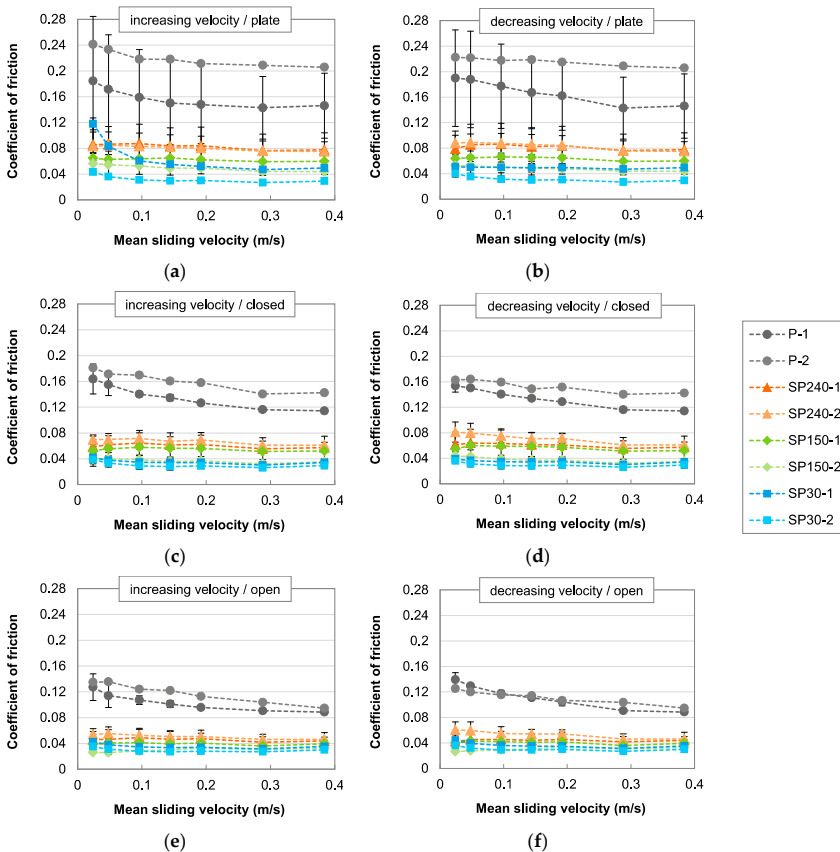 increasing velocity / plate
0.28
0.24
0.2
0.16
0.12
0.08
0.04
0
Coefficient of friction
0 0.1 0.2 0.3 0.4
Mean sliding velocity (m/s)
(a)
decreasing velocity / plate
0.28
0.24
0.2
0.16
0.12
0.08
0.04
0
Coefficient of friction
0 0.1 0.2 0.3 0.4
Mean sliding velocity (m/s)
(b)
increasing velocity / closed
0.28
0.24
0.2
0.16
0.12
0.08
0.04
0
Coefficient of friction
0 0.1 0.2 0.3 0.4
Mean sliding velocity (m/s)
(c)
decreasing velocity / closed
0.28
0.24
0.2
0.16
0.12
0.08
0.04
0
Coefficient of friction
0 0.1 0.2 0.3 0.4
Mean sliding velocity (m/s)
(d)
P-1
P-2
SP240-1
SP240-2
SP150-1
SP150-2
SP30-1
SP30-2
increasing velocity / open
0.28
0.24
0.2
0.16
0.12
0.08
0.04
0
Coefficient of friction
0 0.1 0.2 0.3 0.4
Mean sliding velocity (m/s)
(e)
decreasing velocity / open
0.28
0.24
0.2
0.16
0.12
0.08
0.04
0
Coefficient of friction
0 0.1 0.2 0.3 0.4
Mean sliding velocity (m/s)
(f)